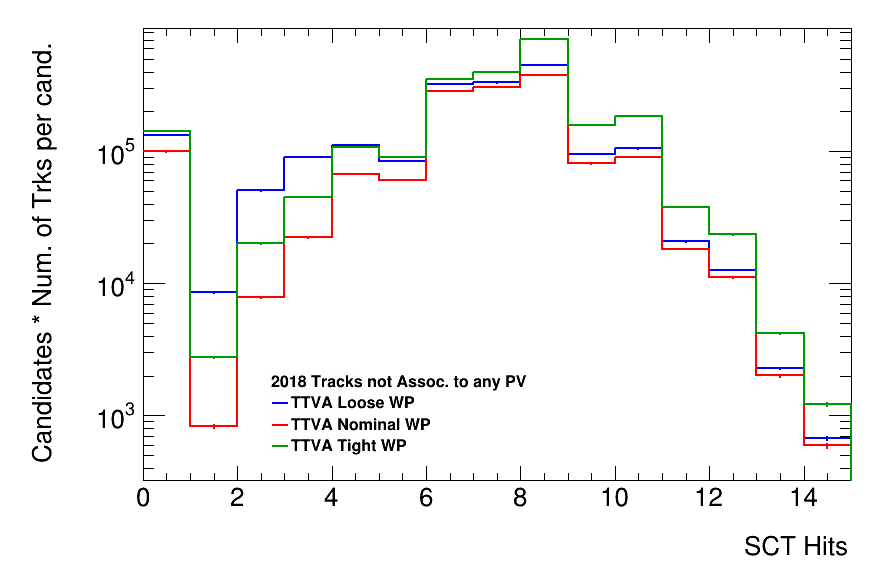 Candidates * Num. of Trks per cand.
10^5
10^4
10^3
2018 Tracks not Assoc. to any PV
TTVA Loose WP
TTVA Nominal WP
TTVA Tight WP
0 2 4 6 8 10 12 14
SCT Hits